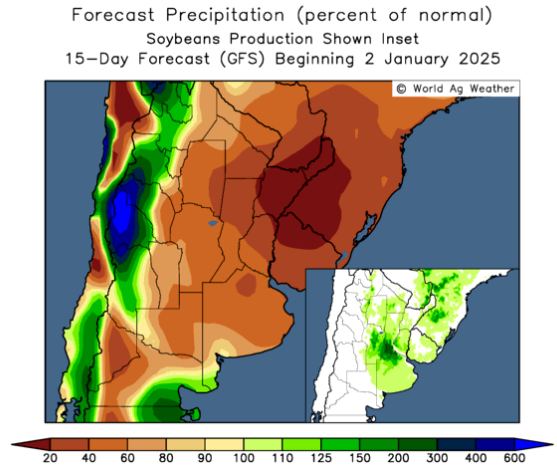 Forecast Precipitation (percent of normal)
Soybeans Production Shown Inset
15-Day Forecast (GFS) Beginning 2 January 2025
© World Ag Weather
20 40 60 80 90 100 110 125 150 200 300 400 600